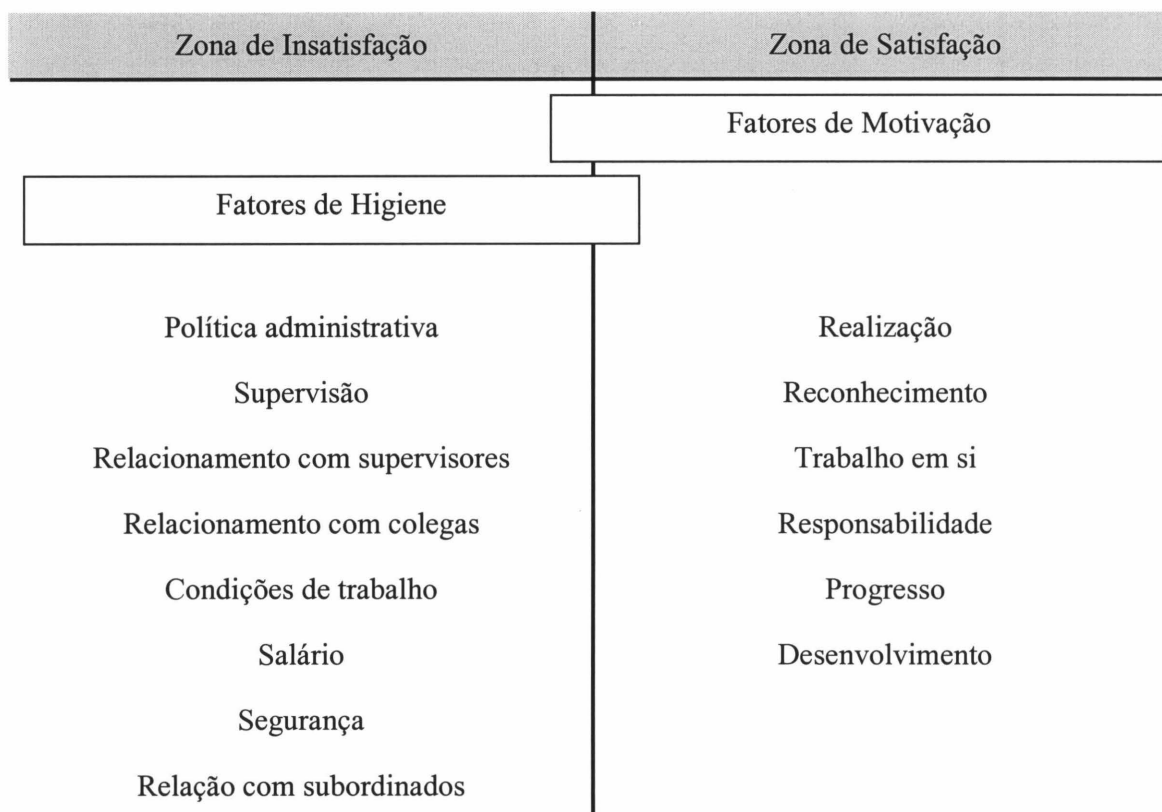 Zona de Insatisfação
Zona de Satisfação
Fatores de Motivação
Fatores de Higiene
Política administrativa
Realização
Supervisão
Reconhecimento
Relacionamento com supervisores
Trabalho em si
Relacionamento com colegas
Responsabilidade
Condições de trabalho
Progresso
Salário
Desenvolvimento
Segurança
Relação com subordinados